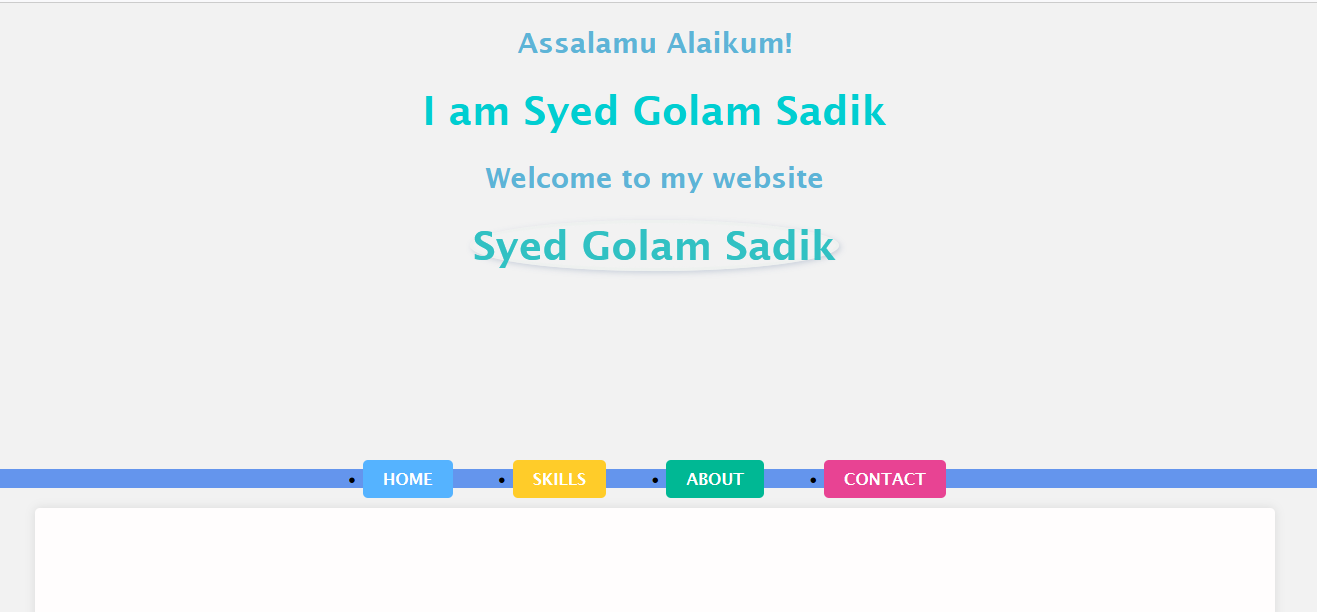 Assalamu Alaikum!
I am Syed Golam Sadik
Welcome to my website
Syed Golam Sadik
HOME
SKILLS
ABOUT
CONTACT